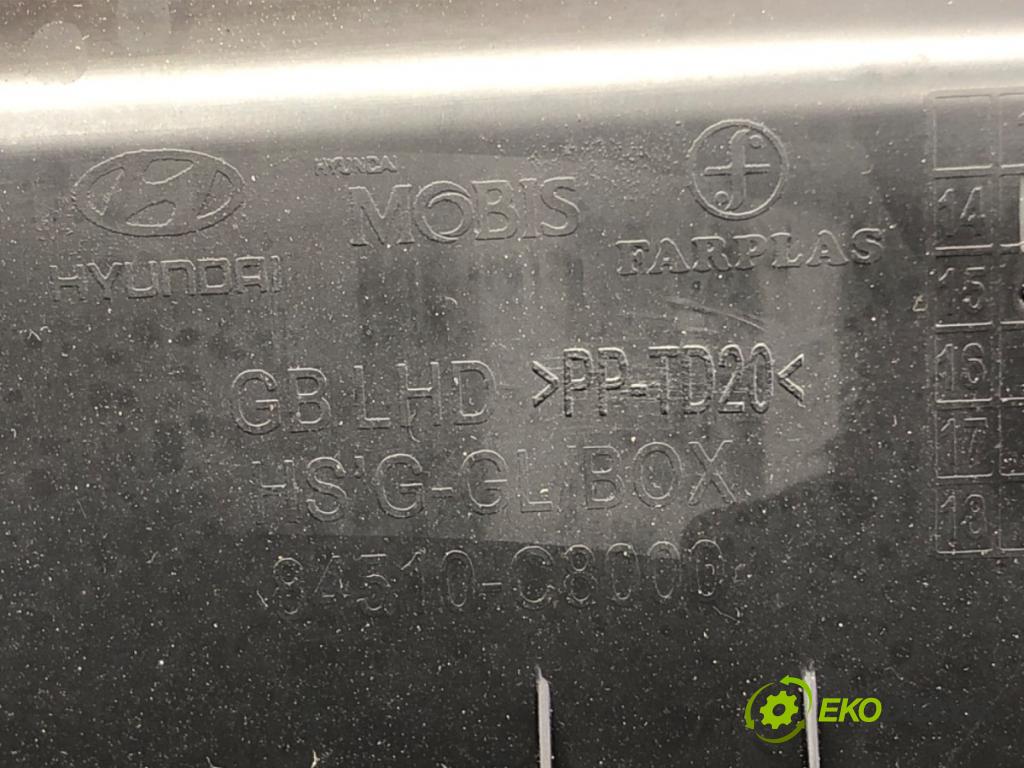 HYUNDAI
HYUNDAI
MOBIS
FARPLAS
GB LHD >PP-TD20<
HS'G-GL/BOX
84510-C8000
14
15
16
17
18
EKO